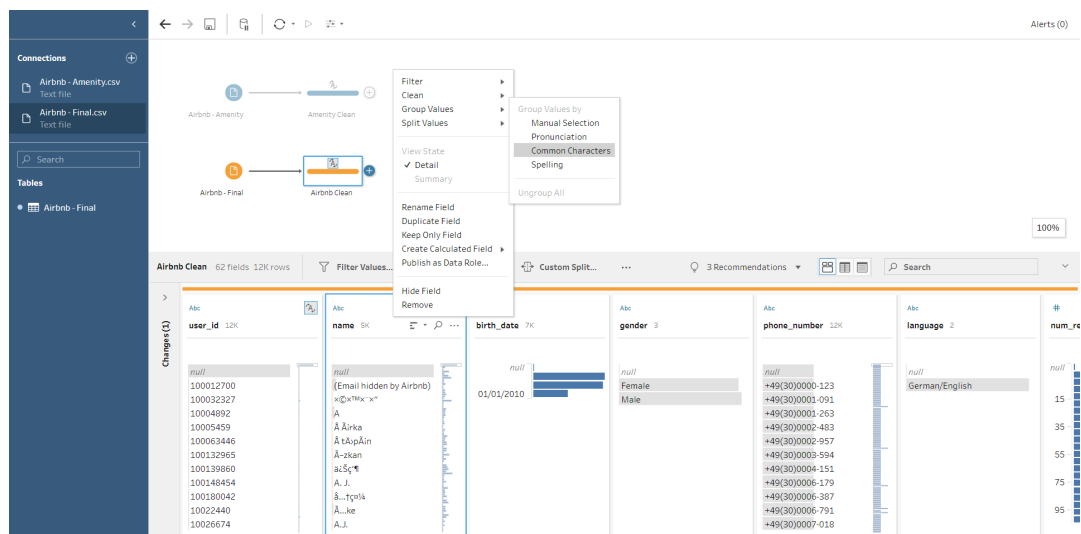 Alerts (0)
Connections
Airbnb - Amenity.csv
Text file
Airbnb - Final.csv
Text file
Search
Tables
Airbnb - Final
Airbnb - Amenity
Amenity Clean
Airbnb - Final
Airbnb Clean
Filter
Clean
Group Values
Split Values
View State
Detail
Summary
Rename Field
Duplicate Field
Keep Only Field
Create Calculated Field
Publish as Data Role...
Hide Field
Remove
Group Values by
Manual Selection
Pronunciation
Common Characters
Spelling
Ungroup All
100%
Airbnb Clean 62 fields 12K rows Filter Values... Custom Split... 3 Recommendations Search
Changes (1)
Abc
user_id 12K
null
100012700
100032327
10004892
10005459
100063446
100132965
100139860
100148454
100180042
10022440
10026674
Abc
name 5K
null
(Email hidden by Airbnb)
A
A. J.
A.J.
birth_date 7K
null
01/01/2010
Abc
gender 3
null
Female
Male
Abc
phone_number 12K
null
+49(30)0000-123
+49(30)0001-091
+49(30)0001-263
+49(30)0002-483
+49(30)0002-957
+49(30)0003-594
+49(30)0004-151
+49(30)0006-179
+49(30)0006-387
+49(30)0006-791
+49(30)0007-018
Abc
language 2
null
German/English
#
num_re
null
15
35
55
75
95